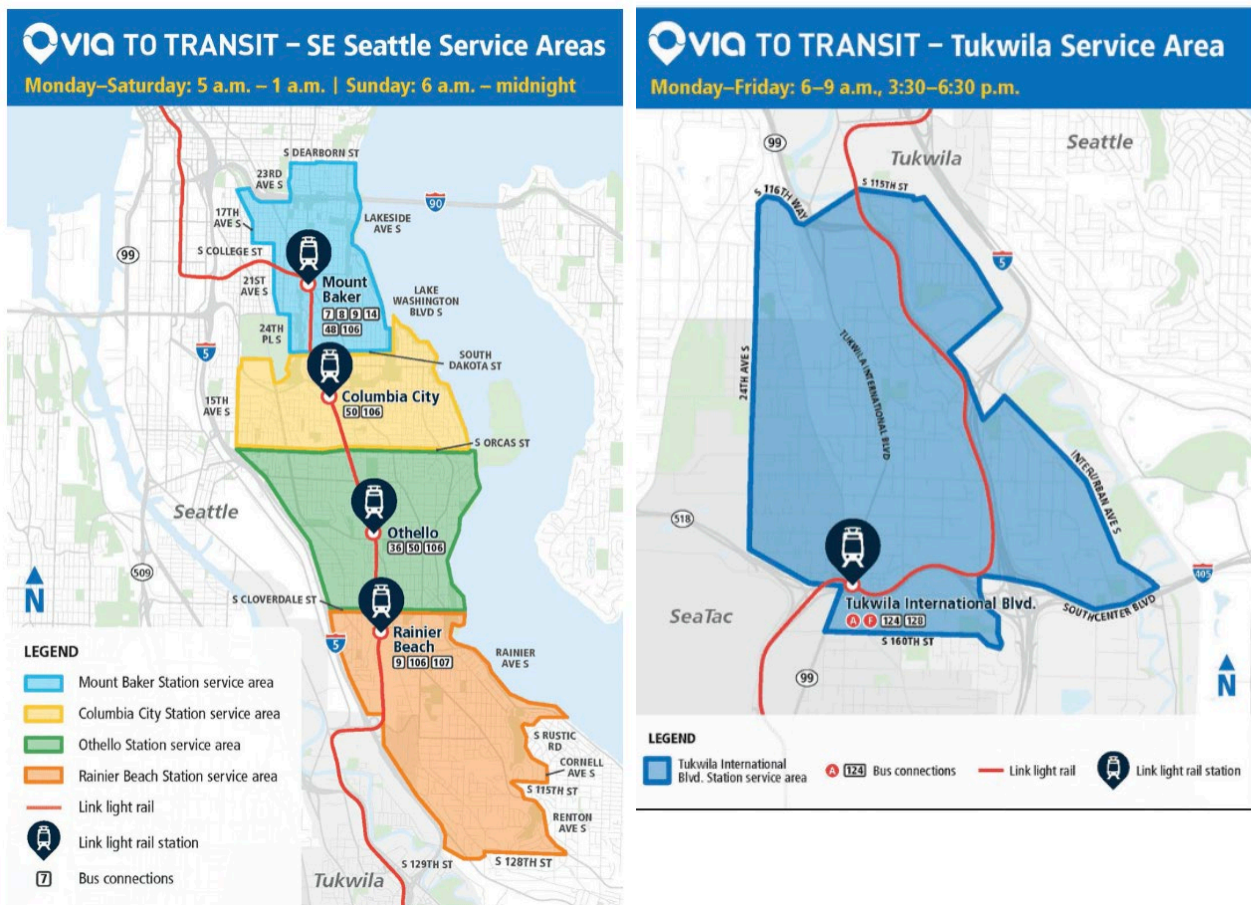 via TO TRANSIT – SE Seattle Service Areas
Monday–Saturday: 5 a.m. – 1 a.m. | Sunday: 6 a.m. – midnight
S DEARBORN ST
23RD
AVE S
90
17TH
AVE S
LAKESIDE
AVE S
99
S COLLEGE ST
21ST
AVE S
Mount
Baker
7 8 9 14
48 106
LAKE
WASHINGTON
BLVD S
24TH
PL S
5
SOUTH
DAKOTA ST
15TH
AVE S
Columbia City
50 106
S ORCAS ST
Seattle
Othello
36 50 106
509
N
S CLOVERDALE ST
5
Rainier
Beach
9 106 107
RAINIER
AVE S
S RUSTIC
RD
CORNELL
AVE S
S 115TH ST
RENTON
AVE S
S 129TH ST
S 128TH ST
Tukwila
LEGEND
Mount Baker Station service area
Columbia City Station service area
Othello Station service area
Rainier Beach Station service area
Link light rail
Link light rail station
7 Bus connections
via TO TRANSIT – Tukwila Service Area
Monday–Friday: 6–9 a.m., 3:30–6:30 p.m.
99
Tukwila
Seattle
S 116TH WAY
S 115TH ST
5
24TH AVE S
TUKWILA INTERNATIONAL BLVD
INTERURBAN AVE S
518
405
SOUTHCENTER BLVD
Tukwila International Blvd.
A F 124 128
SeaTac
S 160TH ST
99
N
LEGEND
Tukwila International
Blvd. Station service area
A 124 Bus connections
Link light rail
Link light rail station